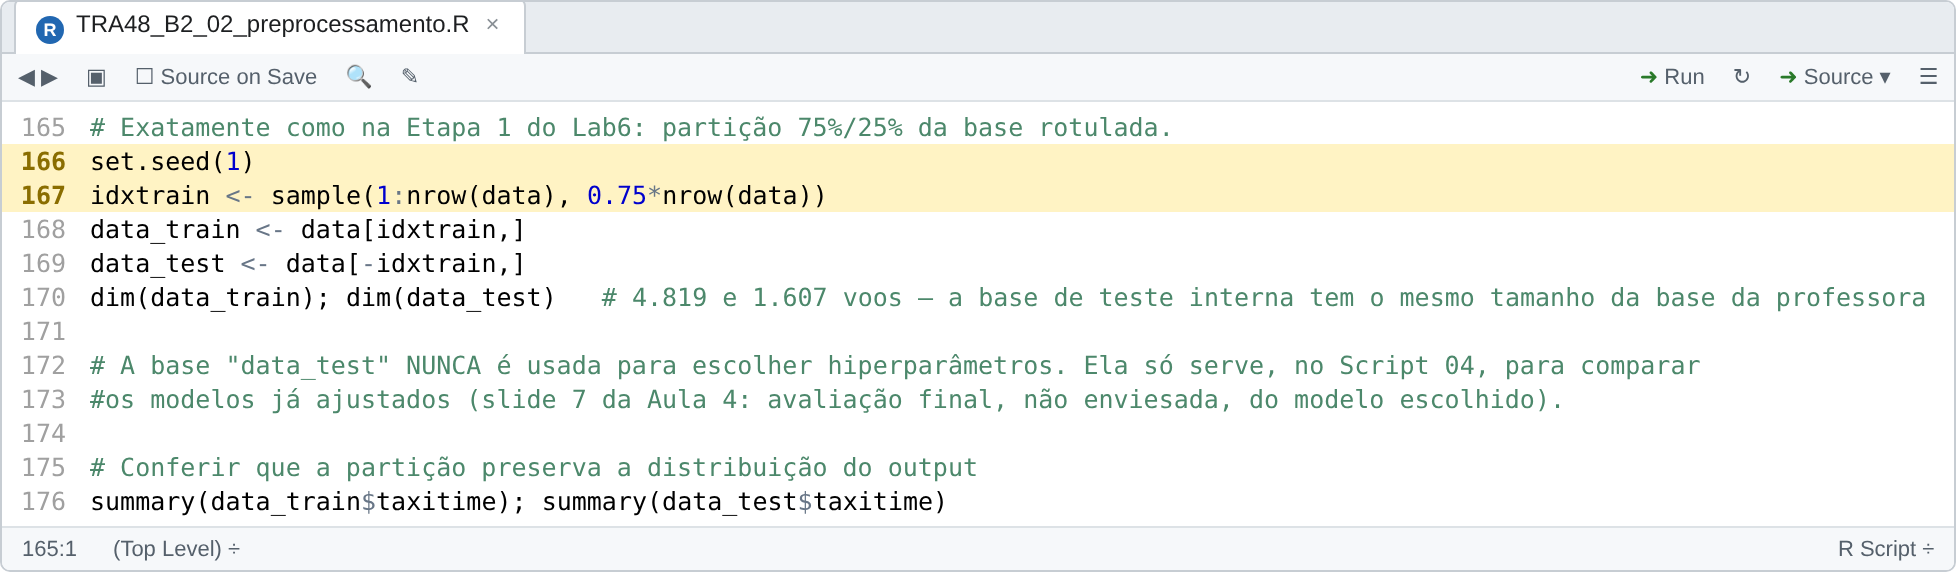 R TRA48_B2_02_preprocessamento.R ×
◀ ▶ ▣ ☐ Source on Save 🔍 ✎ ➜ Run ↻ ➜ Source ▾ ☰
165 # Exatamente como na Etapa 1 do Lab6: partição 75%/25% da base rotulada.
166 set.seed(1)
167 idxtrain <- sample(1:nrow(data), 0.75*nrow(data))
168 data_train <- data[idxtrain,]
169 data_test <- data[-idxtrain,]
170 dim(data_train); dim(data_test)   # 4.819 e 1.607 voos — a base de teste interna tem o mesmo tamanho da base da professora
171
172 # A base "data_test" NUNCA é usada para escolher hiperparâmetros. Ela só serve, no Script 04, para comparar
173 #os modelos já ajustados (slide 7 da Aula 4: avaliação final, não enviesada, do modelo escolhido).
174
175 # Conferir que a partição preserva a distribuição do output
176 summary(data_train$taxitime); summary(data_test$taxitime)
165:1 (Top Level) ÷ R Script ÷